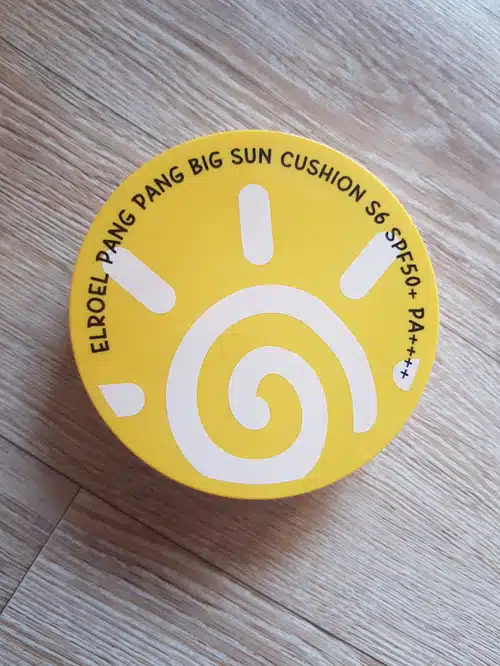 ELROEL PANG PANG BIG SUN CUSHION S6 SPF50+ PA++++